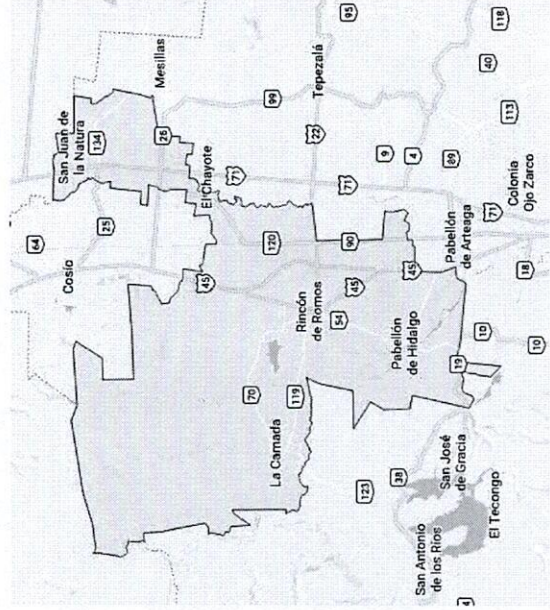 64
Cosío
San Juan de
la Natura
134
25
Mesillas
26
45
El Chayote
71
70
120
99
La Camada
119
Rincón
de Romos
22
Tepezalá
54
71
95
90
45
123
9
Pabellón
de Hidalgo
38
45
4
San Antonio
de los Ríos
San José
de Gracia
Pabellón
de Arteaga
89
19
4
10
40
71
El Tecongo
118
113
Colonia
Ojo Zarco
18
10